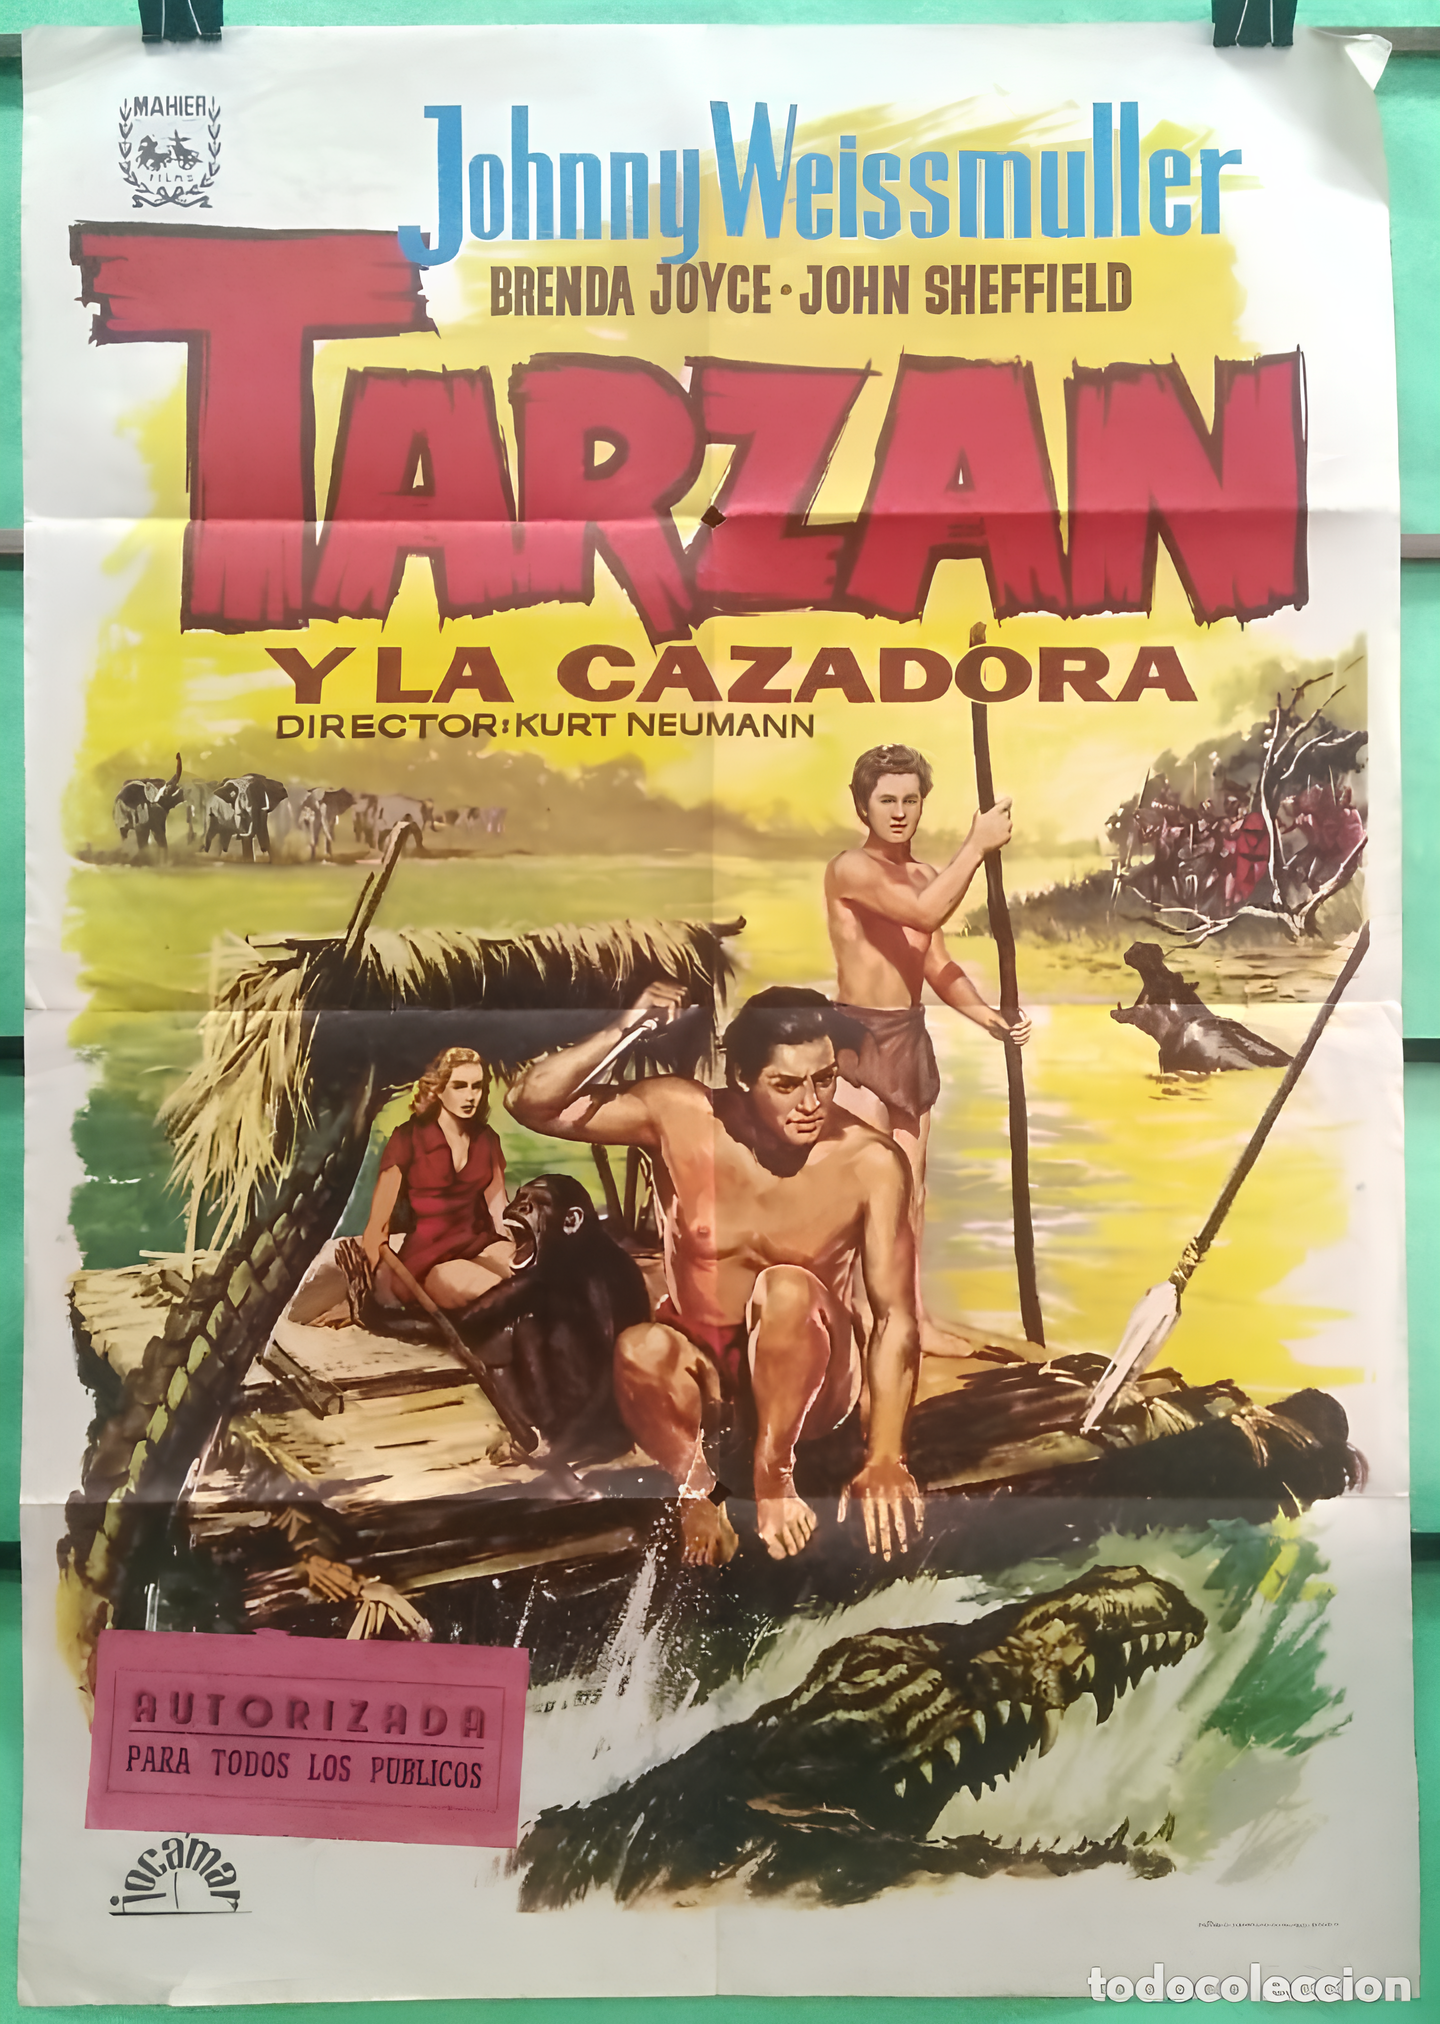 MAHIER
FILMS
Johnny Weissmuller
BRENDA JOYCE · JOHN SHEFFIELD
TARZAN
Y LA CAZADORA
DIRECTOR: KURT NEUMANN
AUTORIZADA
PARA TODOS LOS PUBLICOS
jocamar
todocoleccion